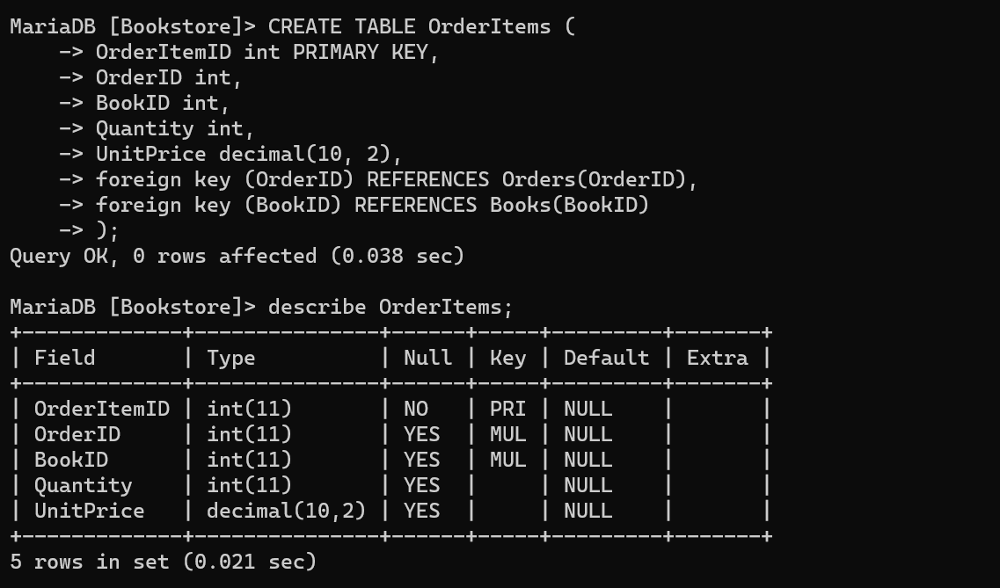 MariaDB [Bookstore]> CREATE TABLE OrderItems (
    -> OrderItemID int PRIMARY KEY,
    -> OrderID int,
    -> BookID int,
    -> Quantity int,
    -> UnitPrice decimal(10, 2),
    -> foreign key (OrderID) REFERENCES Orders(OrderID),
    -> foreign key (BookID) REFERENCES Books(BookID)
    -> );
Query OK, 0 rows affected (0.038 sec)

MariaDB [Bookstore]> describe OrderItems;
+-------------+---------------+------+-----+---------+-------+
| Field       | Type          | Null | Key | Default | Extra |
+-------------+---------------+------+-----+---------+-------+
| OrderItemID | int(11)       | NO   | PRI | NULL    |       |
| OrderID     | int(11)       | YES  | MUL | NULL    |       |
| BookID      | int(11)       | YES  | MUL | NULL    |       |
| Quantity    | int(11)       | YES  |     | NULL    |       |
| UnitPrice   | decimal(10,2) | YES  |     | NULL    |       |
+-------------+---------------+------+-----+---------+-------+
5 rows in set (0.021 sec)